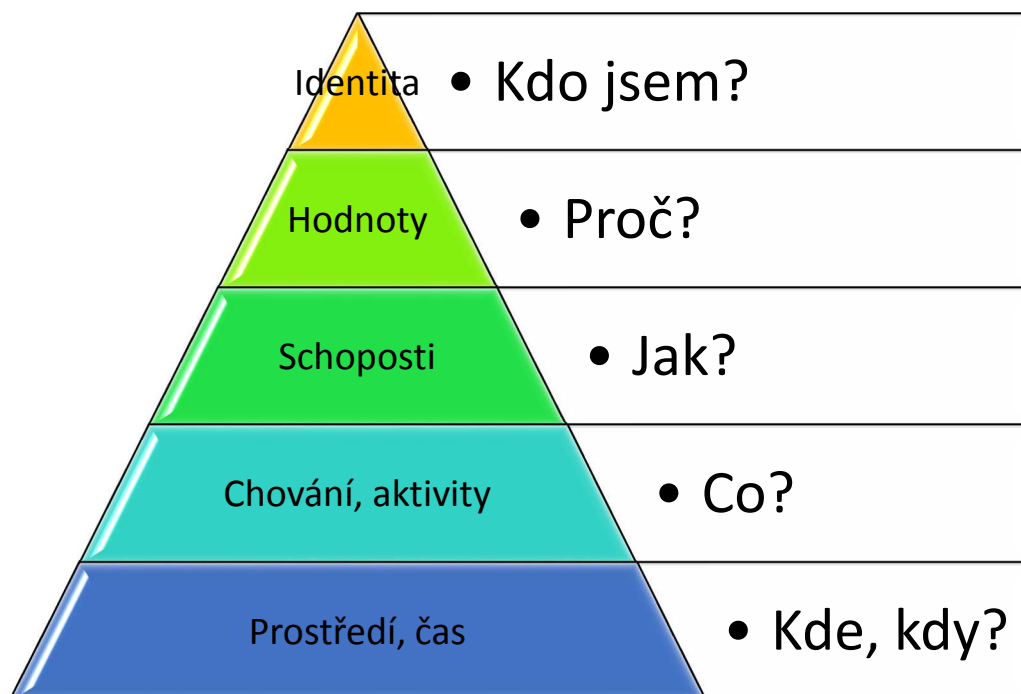 Identita
• Kdo jsem?
Hodnoty
• Proč?
Schoposti
• Jak?
Chování, aktivity
• Co?
Prostředí, čas
• Kde, kdy?